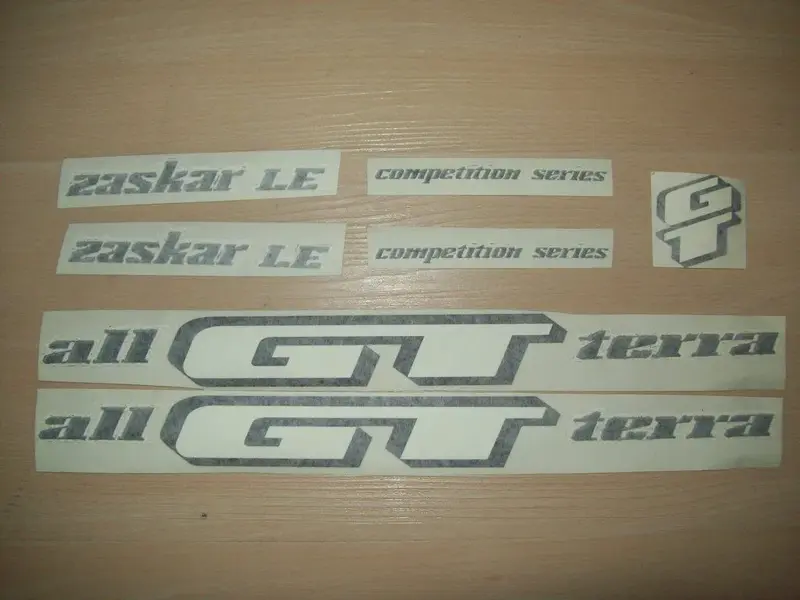 zaskar LE
competition series
GT
zaskar LE
competition series
all GT terra
all GT terra